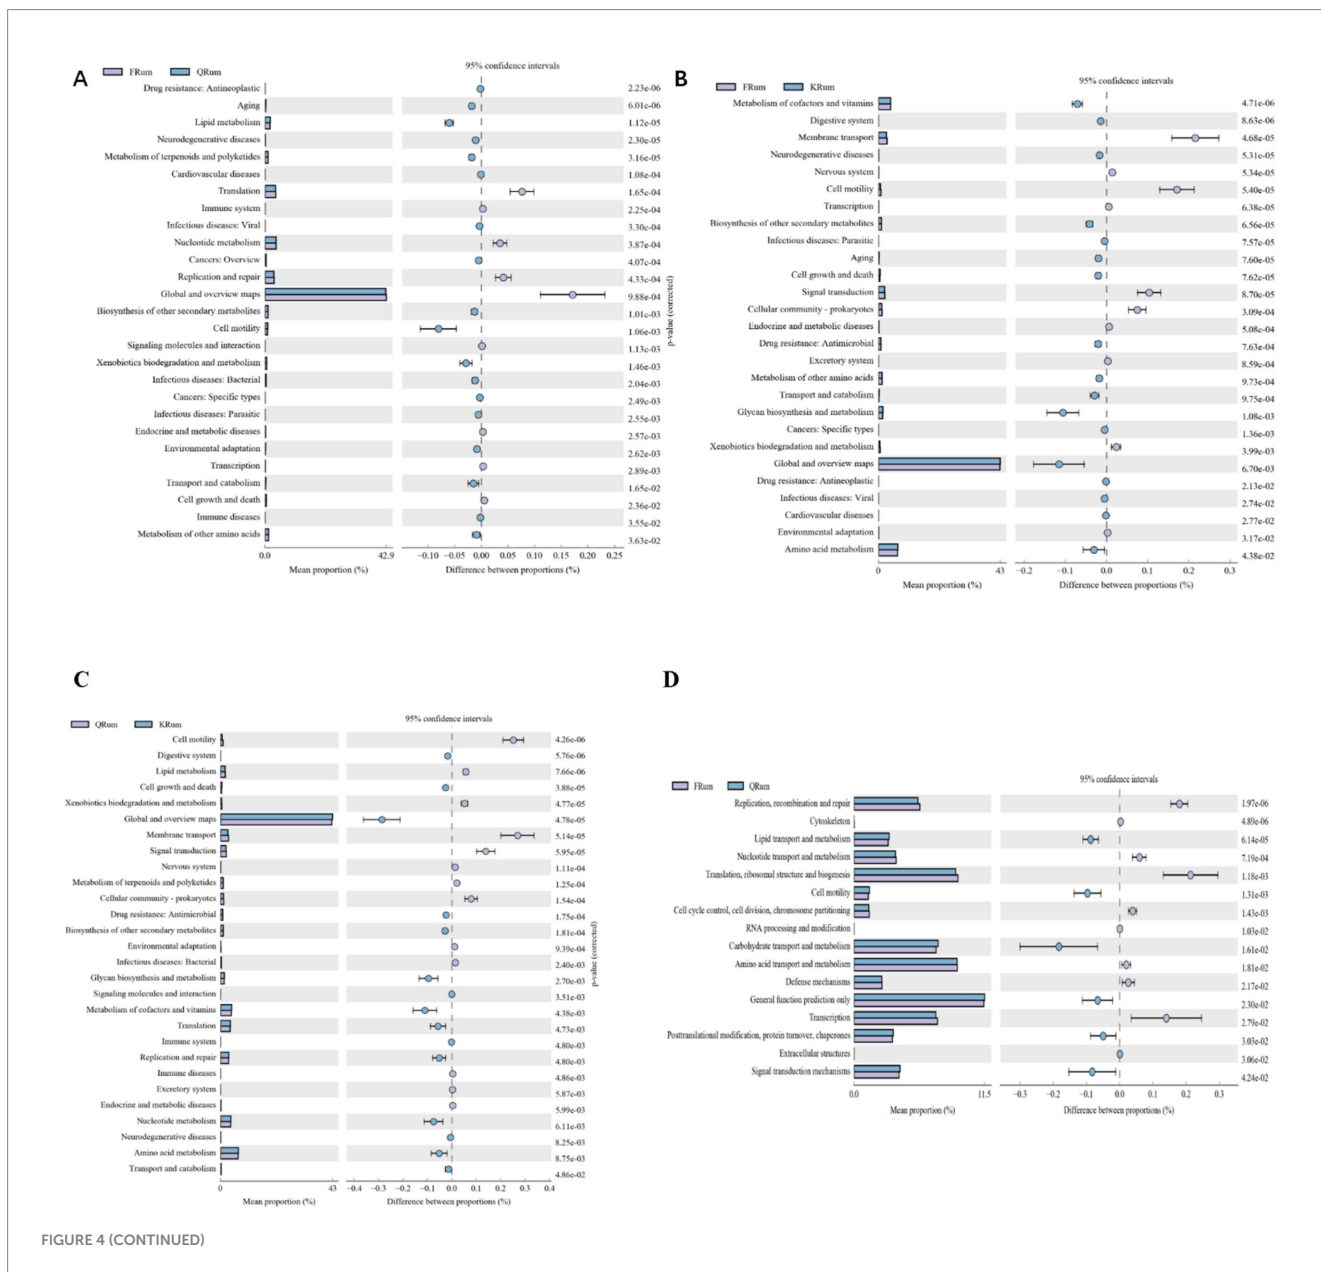 A
95% confidence intervals
FRum QRum
Drug resistance: Antineoplastic 2.23e-06
Aging 6.01e-06
Lipid metabolism 1.12e-05
Neurodegenerative diseases 2.30e-05
Metabolism of terpenoids and polyketides 3.16e-05
Cardiovascular diseases 1.08e-04
Translation 1.65e-04
Immune system 2.25e-04
Infectious diseases: Viral 3.30e-04
Nucleotide metabolism 3.87e-04
Cancers: Overview 4.07e-04
Replication and repair 4.33e-04
Global and overview maps 9.88e-04
Biosynthesis of other secondary metabolites 1.01e-03
Cell motility 1.06e-03
Signaling molecules and interaction 1.13e-03
Xenobiotics biodegradation and metabolism 1.46e-03
Infectious diseases: Bacterial 2.04e-03
Cancers: Specific types 2.49e-03
Infectious diseases: Parasitic 2.55e-03
Endocrine and metabolic diseases 2.57e-03
Environmental adaptation 2.62e-03
Transcription 2.89e-03
Transport and catabolism 1.65e-02
Cell growth and death 2.36e-02
Immune diseases 3.55e-02
Metabolism of other amino acids 3.63e-02
p-value (corrected)
0.0 42.9 −0.10 −0.05 0.00 0.05 0.10 0.15 0.20 0.25
Mean proportion (%) Difference between proportions (%)
B
95% confidence intervals
FRum KRum
Metabolism of cofactors and vitamins 4.71e-06
Digestive system 8.63e-06
Membrane transport 4.68e-05
Neurodegenerative diseases 5.31e-05
Nervous system 5.34e-05
Cell motility 5.40e-05
Transcription 6.38e-05
Biosynthesis of other secondary metabolites 6.56e-05
Infectious diseases: Parasitic 7.57e-05
Aging 7.60e-05
Cell growth and death 7.62e-05
Signal transduction 8.70e-05
Cellular community - prokaryotes 3.09e-04
Endocrine and metabolic diseases 5.08e-04
Drug resistance: Antimicrobial 7.63e-04
Excretory system 8.59e-04
Metabolism of other amino acids 9.73e-04
Transport and catabolism 9.75e-04
Glycan biosynthesis and metabolism 1.08e-03
Cancers: Specific types 1.36e-03
Xenobiotics biodegradation and metabolism 3.99e-03
Global and overview maps 6.70e-03
Drug resistance: Antineoplastic 2.13e-02
Infectious diseases: Viral 2.74e-02
Cardiovascular diseases 2.77e-02
Environmental adaptation 3.17e-02
Amino acid metabolism 4.38e-02
0 43 −0.2 −0.1 0.0 0.1 0.2 0.3
Mean proportion (%) Difference between proportions (%)
C
95% confidence intervals
QRum KRum
Cell motility 4.26e-06
Digestive system 5.76e-06
Lipid metabolism 7.66e-06
Cell growth and death 3.88e-05
Xenobiotics biodegradation and metabolism 4.77e-05
Global and overview maps 4.78e-05
Membrane transport 5.14e-05
Signal transduction 5.95e-05
Nervous system 1.11e-04
Metabolism of terpenoids and polyketides 1.25e-04
Cellular community - prokaryotes 1.54e-04
Drug resistance: Antimicrobial 1.75e-04
Biosynthesis of other secondary metabolites 1.81e-04
Environmental adaptation 9.39e-04
Infectious diseases: Bacterial 2.40e-03
Glycan biosynthesis and metabolism 2.70e-03
Signaling molecules and interaction 3.51e-03
Metabolism of cofactors and vitamins 4.38e-03
Translation 4.73e-03
Immune system 4.80e-03
Replication and repair 4.80e-03
Immune diseases 4.86e-03
Excretory system 5.87e-03
Endocrine and metabolic diseases 5.99e-03
Nucleotide metabolism 6.11e-03
Neurodegenerative diseases 8.25e-03
Amino acid metabolism 8.75e-03
Transport and catabolism 4.86e-02
p-value (corrected)
0 43 −0.4 −0.3 −0.2 −0.1 0.0 0.1 0.2 0.3 0.4
Mean proportion (%) Difference between proportions (%)
D
95% confidence intervals
FRum QRum
Replication, recombination and repair 1.97e-06
Cytoskeleton 4.89e-06
Lipid transport and metabolism 6.14e-05
Nucleotide transport and metabolism 7.19e-04
Translation, ribosomal structure and biogenesis 1.18e-03
Cell motility 1.31e-03
Cell cycle control, cell division, chromosome partitioning 1.43e-03
RNA processing and modification 1.03e-02
Carbohydrate transport and metabolism 1.61e-02
Amino acid transport and metabolism 1.81e-02
Defense mechanisms 2.17e-02
General function prediction only 2.30e-02
Transcription 2.79e-02
Posttranslational modification, protein turnover, chaperones 3.03e-02
Extracellular structures 3.06e-02
Signal transduction mechanisms 4.24e-02
0.0 11.5 −0.3 −0.2 −0.1 0.0 0.1 0.2 0.3
Mean proportion (%) Difference between proportions (%)
FIGURE 4 (CONTINUED)